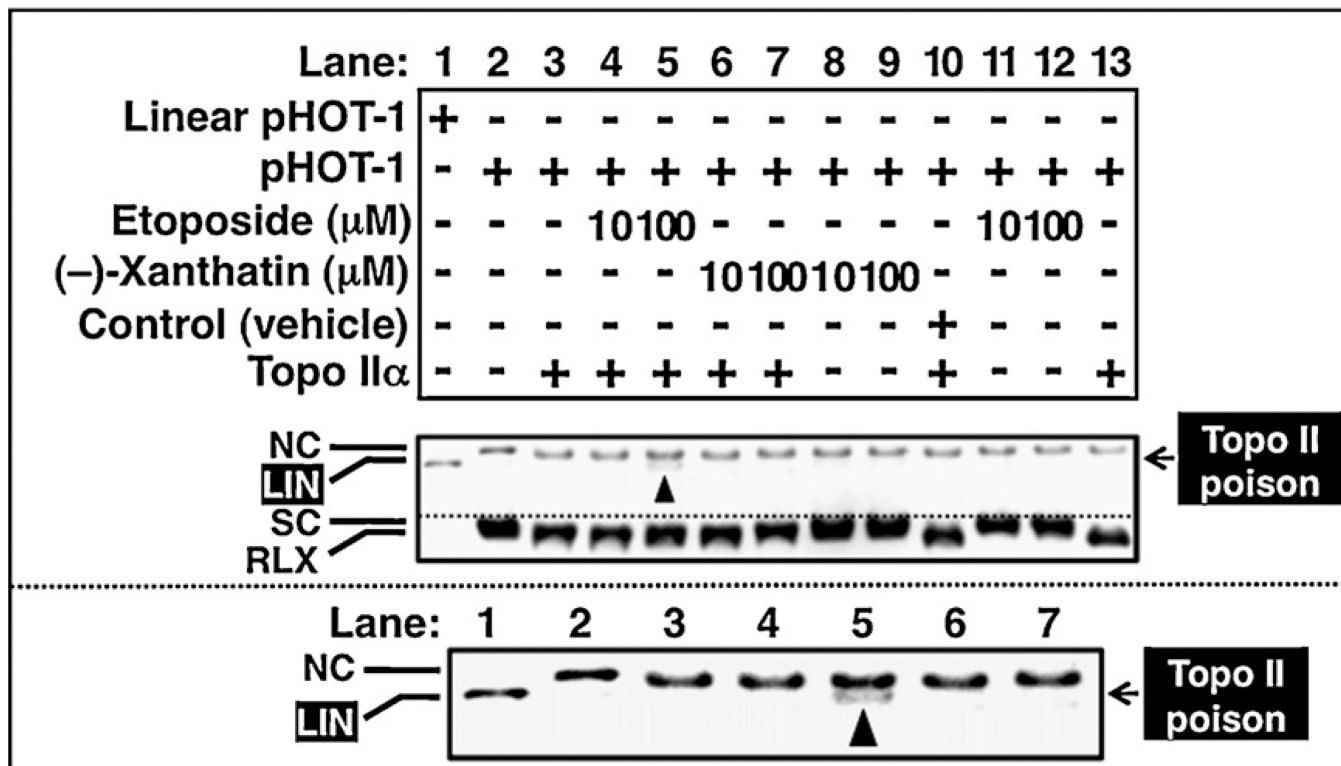 Lane: 1 2 3 4 5 6 7 8 9 10 11 12 13
Linear pHOT-1 + - - - - - - - - - - - -
pHOT-1 - + + + + + + + + + + + +
Etoposide (μM) - - - 10 100 - - - - - 10 100 -
(–)-Xanthatin (μM) - - - - - 10 100 10 100 - - - -
Control (vehicle) - - - - - - - - - + - - -
Topo IIα - - + + + + + - - + - - +
NC
LIN
SC
RLX
Topo II
poison
Lane: 1 2 3 4 5 6 7
NC
LIN
Topo II
poison